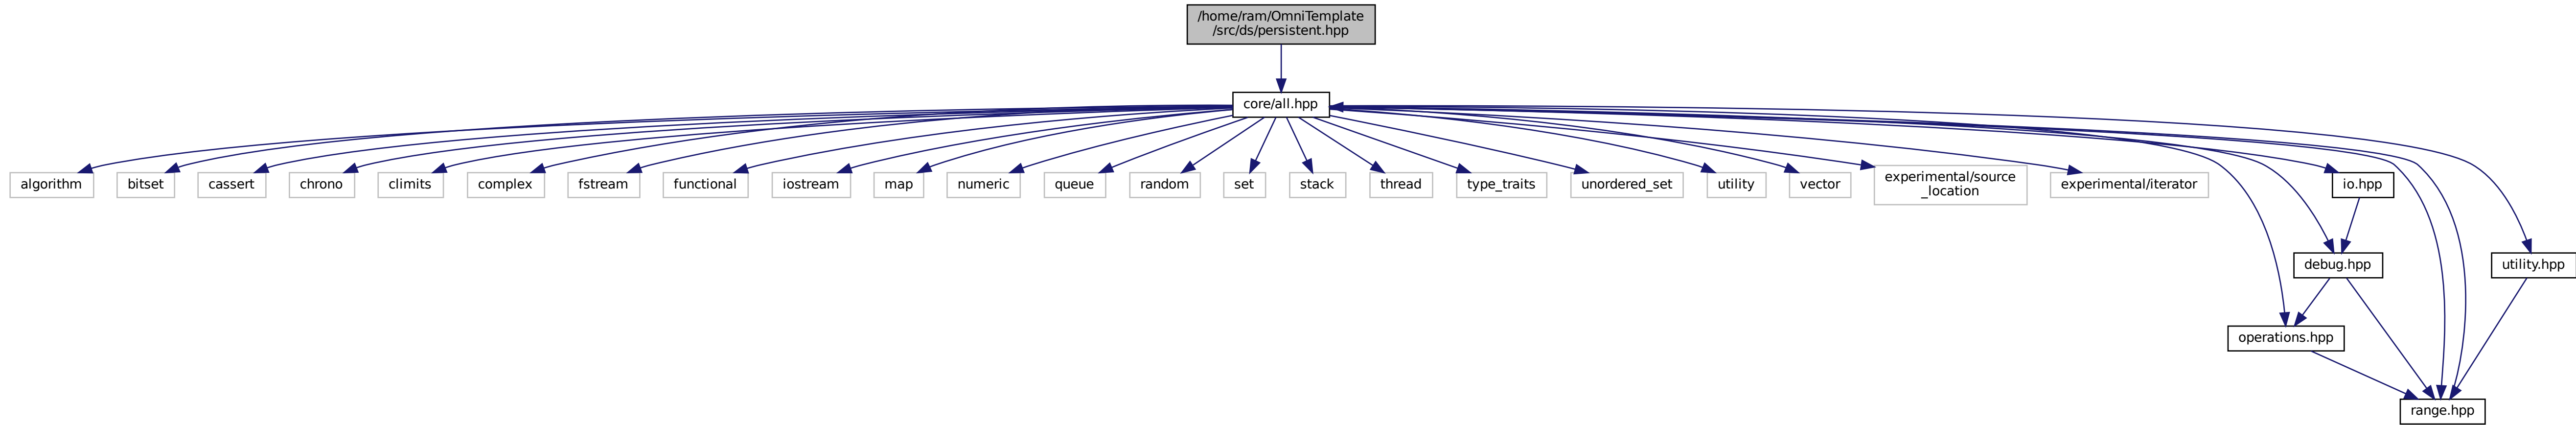 /home/ram/OmniTemplate
/src/ds/persistent.hpp
core/all.hpp
algorithm
bitset
cassert
chrono
climits
complex
fstream
functional
iostream
map
numeric
queue
random
set
stack
thread
type_traits
unordered_set
utility
vector
experimental/source
_location
experimental/iterator
io.hpp
debug.hpp
utility.hpp
operations.hpp
range.hpp